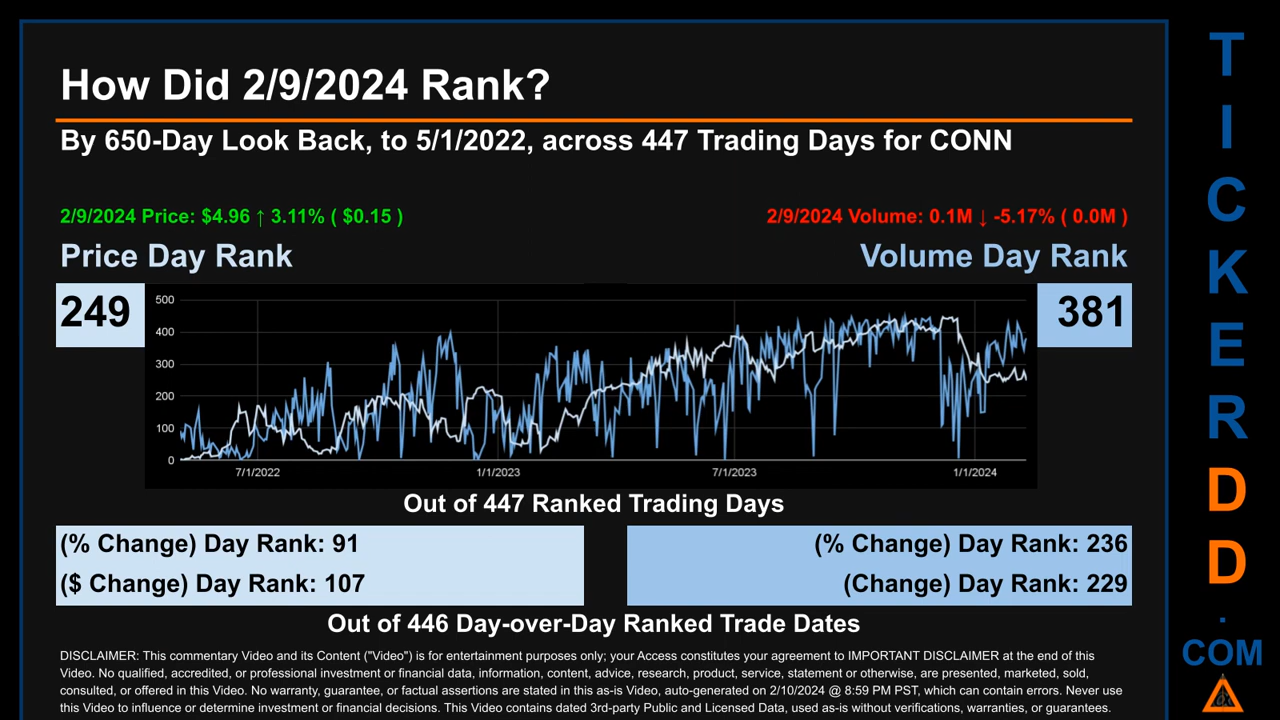 How Did 2/9/2024 Rank?
By 650-Day Look Back, to 5/1/2022, across 447 Trading Days for CONN
2/9/2024 Price: $4.96 ↑ 3.11% ( $0.15 )
2/9/2024 Volume: 0.1M ↓ -5.17% ( 0.0M )
Price Day Rank
Volume Day Rank
249
381
500
400
300
200
100
0
7/1/2022
1/1/2023
7/1/2023
1/1/2024
Out of 447 Ranked Trading Days
(% Change) Day Rank: 91
($ Change) Day Rank: 107
(% Change) Day Rank: 236
(Change) Day Rank: 229
Out of 446 Day-over-Day Ranked Trade Dates
DISCLAIMER: This commentary Video and its Content ("Video") is for entertainment purposes only; your Access constitutes your agreement to IMPORTANT DISCLAIMER at the end of this
Video. No qualified, accredited, or professional investment or financial data, information, content, advice, research, product, service, statement or otherwise, are presented, marketed, sold,
consulted, or offered in this Video. No warranty, guarantee, or factual assertions are stated in this as-is Video, auto-generated on 2/10/2024 @ 8:59 PM PST, which can contain errors. Never use
this Video to influence or determine investment or financial decisions. This Video contains dated 3rd-party Public and Licensed Data, used as-is without verifications, warranties, or guarantees.
T
I
C
K
E
R
D
D
.
COM